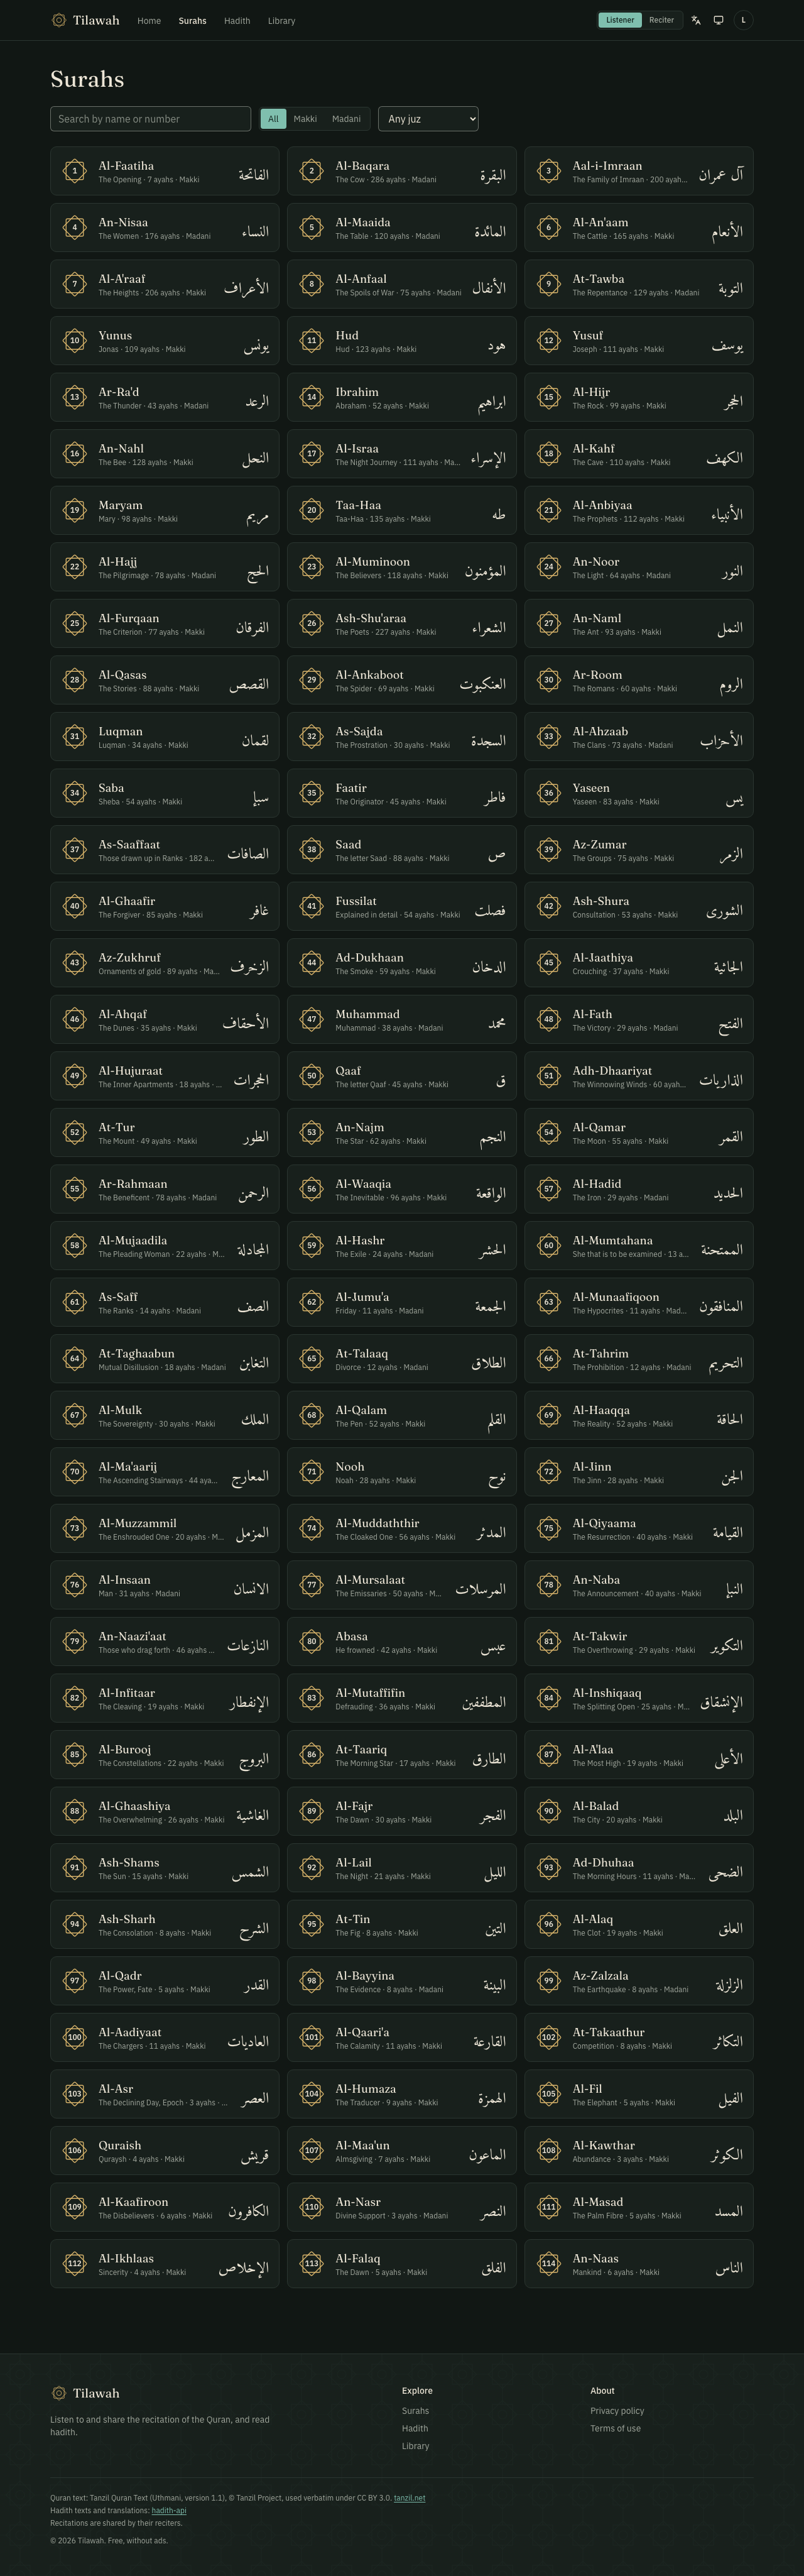 Tilawah
Home Surahs Hadith Library
Listener Reciter L
Surahs
Search by name or number
All Makki Madani
Any juz
1 Al-Faatiha الفاتحة
The Opening · 7 ayahs · Makki
2 Al-Baqara البقرة
The Cow · 286 ayahs · Madani
3 Aal-i-Imraan آل عمران
The Family of Imraan · 200 ayah...
4 An-Nisaa النساء
The Women · 176 ayahs · Madani
5 Al-Maaida المائدة
The Table · 120 ayahs · Madani
6 Al-An'aam الأنعام
The Cattle · 165 ayahs · Makki
7 Al-A'raaf الأعراف
The Heights · 206 ayahs · Makki
8 Al-Anfaal الأنفال
The Spoils of War · 75 ayahs · Madani
9 At-Tawba التوبة
The Repentance · 129 ayahs · Madani
10 Yunus يونس
Jonas · 109 ayahs · Makki
11 Hud هود
Hud · 123 ayahs · Makki
12 Yusuf يوسف
Joseph · 111 ayahs · Makki
13 Ar-Ra'd الرعد
The Thunder · 43 ayahs · Madani
14 Ibrahim ابراهيم
Abraham · 52 ayahs · Makki
15 Al-Hijr الحجر
The Rock · 99 ayahs · Makki
16 An-Nahl النحل
The Bee · 128 ayahs · Makki
17 Al-Israa الإسراء
The Night Journey · 111 ayahs · Ma...
18 Al-Kahf الكهف
The Cave · 110 ayahs · Makki
19 Maryam مريم
Mary · 98 ayahs · Makki
20 Taa-Haa طه
Taa-Haa · 135 ayahs · Makki
21 Al-Anbiyaa الأنبياء
The Prophets · 112 ayahs · Makki
22 Al-Hajj الحج
The Pilgrimage · 78 ayahs · Madani
23 Al-Muminoon المؤمنون
The Believers · 118 ayahs · Makki
24 An-Noor النور
The Light · 64 ayahs · Madani
25 Al-Furqaan الفرقان
The Criterion · 77 ayahs · Makki
26 Ash-Shu'araa الشعراء
The Poets · 227 ayahs · Makki
27 An-Naml النمل
The Ant · 93 ayahs · Makki
28 Al-Qasas القصص
The Stories · 88 ayahs · Makki
29 Al-Ankaboot العنكبوت
The Spider · 69 ayahs · Makki
30 Ar-Room الروم
The Romans · 60 ayahs · Makki
31 Luqman لقمان
Luqman · 34 ayahs · Makki
32 As-Sajda السجدة
The Prostration · 30 ayahs · Makki
33 Al-Ahzaab الأحزاب
The Clans · 73 ayahs · Madani
34 Saba سبإ
Sheba · 54 ayahs · Makki
35 Faatir فاطر
The Originator · 45 ayahs · Makki
36 Yaseen يس
Yaseen · 83 ayahs · Makki
37 As-Saaffaat الصافات
Those drawn up in Ranks · 182 a...
38 Saad ص
The letter Saad · 88 ayahs · Makki
39 Az-Zumar الزمر
The Groups · 75 ayahs · Makki
40 Al-Ghaafir غافر
The Forgiver · 85 ayahs · Makki
41 Fussilat فصلت
Explained in detail · 54 ayahs · Makki
42 Ash-Shura الشورى
Consultation · 53 ayahs · Makki
43 Az-Zukhruf الزخرف
Ornaments of gold · 89 ayahs · Ma...
44 Ad-Dukhaan الدخان
The Smoke · 59 ayahs · Makki
45 Al-Jaathiya الجاثية
Crouching · 37 ayahs · Makki
46 Al-Ahqaf الأحقاف
The Dunes · 35 ayahs · Makki
47 Muhammad محمد
Muhammad · 38 ayahs · Madani
48 Al-Fath الفتح
The Victory · 29 ayahs · Madani
49 Al-Hujuraat الحجرات
The Inner Apartments · 18 ayahs · ...
50 Qaaf ق
The letter Qaaf · 45 ayahs · Makki
51 Adh-Dhaariyat الذاريات
The Winnowing Winds · 60 ayah...
52 At-Tur الطور
The Mount · 49 ayahs · Makki
53 An-Najm النجم
The Star · 62 ayahs · Makki
54 Al-Qamar القمر
The Moon · 55 ayahs · Makki
55 Ar-Rahmaan الرحمن
The Beneficent · 78 ayahs · Madani
56 Al-Waaqia الواقعة
The Inevitable · 96 ayahs · Makki
57 Al-Hadid الحديد
The Iron · 29 ayahs · Madani
58 Al-Mujaadila المجادلة
The Pleading Woman · 22 ayahs · M...
59 Al-Hashr الحشر
The Exile · 24 ayahs · Madani
60 Al-Mumtahana الممتحنة
She that is to be examined · 13 a...
61 As-Saff الصف
The Ranks · 14 ayahs · Madani
62 Al-Jumu'a الجمعة
Friday · 11 ayahs · Madani
63 Al-Munaafiqoon المنافقون
The Hypocrites · 11 ayahs · Mad...
64 At-Taghaabun التغابن
Mutual Disillusion · 18 ayahs · Madani
65 At-Talaaq الطلاق
Divorce · 12 ayahs · Madani
66 At-Tahrim التحريم
The Prohibition · 12 ayahs · Madani
67 Al-Mulk الملك
The Sovereignty · 30 ayahs · Makki
68 Al-Qalam القلم
The Pen · 52 ayahs · Makki
69 Al-Haaqqa الحاقة
The Reality · 52 ayahs · Makki
70 Al-Ma'aarij المعارج
The Ascending Stairways · 44 aya...
71 Nooh نوح
Noah · 28 ayahs · Makki
72 Al-Jinn الجن
The Jinn · 28 ayahs · Makki
73 Al-Muzzammil المزمل
The Enshrouded One · 20 ayahs · M...
74 Al-Muddaththir المدثر
The Cloaked One · 56 ayahs · Makki
75 Al-Qiyaama القيامة
The Resurrection · 40 ayahs · Makki
76 Al-Insaan الانسان
Man · 31 ayahs · Madani
77 Al-Mursalaat المرسلات
The Emissaries · 50 ayahs · M...
78 An-Naba النبإ
The Announcement · 40 ayahs · Makki
79 An-Naazi'aat النازعات
Those who drag forth · 46 ayahs ...
80 Abasa عبس
He frowned · 42 ayahs · Makki
81 At-Takwir التكوير
The Overthrowing · 29 ayahs · Makki
82 Al-Infitaar الإنفطار
The Cleaving · 19 ayahs · Makki
83 Al-Mutaffifin المطففين
Defrauding · 36 ayahs · Makki
84 Al-Inshiqaaq الإنشقاق
The Splitting Open · 25 ayahs · M...
85 Al-Burooj البروج
The Constellations · 22 ayahs · Makki
86 At-Taariq الطارق
The Morning Star · 17 ayahs · Makki
87 Al-A'laa الأعلى
The Most High · 19 ayahs · Makki
88 Al-Ghaashiya الغاشية
The Overwhelming · 26 ayahs · Makki
89 Al-Fajr الفجر
The Dawn · 30 ayahs · Makki
90 Al-Balad البلد
The City · 20 ayahs · Makki
91 Ash-Shams الشمس
The Sun · 15 ayahs · Makki
92 Al-Lail الليل
The Night · 21 ayahs · Makki
93 Ad-Dhuhaa الضحى
The Morning Hours · 11 ayahs · Ma...
94 Ash-Sharh الشرح
The Consolation · 8 ayahs · Makki
95 At-Tin التين
The Fig · 8 ayahs · Makki
96 Al-Alaq العلق
The Clot · 19 ayahs · Makki
97 Al-Qadr القدر
The Power, Fate · 5 ayahs · Makki
98 Al-Bayyina البينة
The Evidence · 8 ayahs · Madani
99 Az-Zalzala الزلزلة
The Earthquake · 8 ayahs · Madani
100 Al-Aadiyaat العاديات
The Chargers · 11 ayahs · Makki
101 Al-Qaari'a القارعة
The Calamity · 11 ayahs · Makki
102 At-Takaathur التكاثر
Competition · 8 ayahs · Makki
103 Al-Asr العصر
The Declining Day, Epoch · 3 ayahs · ...
104 Al-Humaza الهمزة
The Traducer · 9 ayahs · Makki
105 Al-Fil الفيل
The Elephant · 5 ayahs · Makki
106 Quraish قريش
Quraysh · 4 ayahs · Makki
107 Al-Maa'un الماعون
Almsgiving · 7 ayahs · Makki
108 Al-Kawthar الكوثر
Abundance · 3 ayahs · Makki
109 Al-Kaafiroon الكافرون
The Disbelievers · 6 ayahs · Makki
110 An-Nasr النصر
Divine Support · 3 ayahs · Madani
111 Al-Masad المسد
The Palm Fibre · 5 ayahs · Makki
112 Al-Ikhlaas الإخلاص
Sincerity · 4 ayahs · Makki
113 Al-Falaq الفلق
The Dawn · 5 ayahs · Makki
114 An-Naas الناس
Mankind · 6 ayahs · Makki
Tilawah
Listen to and share the recitation of the Quran, and read
hadith.
Explore
Surahs
Hadith
Library
About
Privacy policy
Terms of use
Quran text: Tanzil Quran Text (Uthmani, version 1.1), © Tanzil Project, used verbatim under CC BY 3.0. tanzil.net
Hadith texts and translations: hadith-api
Recitations are shared by their reciters.
© 2026 Tilawah. Free, without ads.